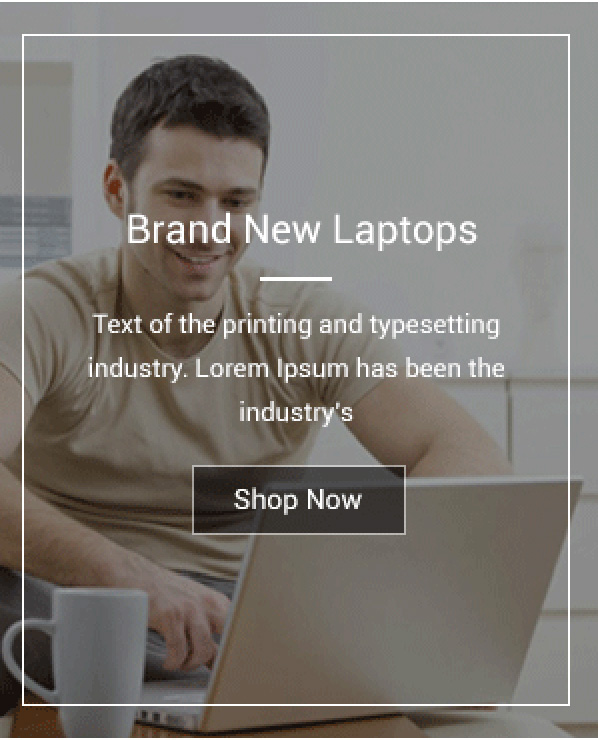 Brand New Laptops
Text of the printing and typesetting
industry. Lorem Ipsum has been the
industry's
Shop Now